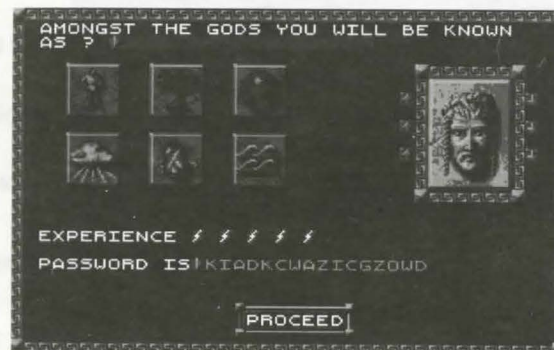 AMONGST THE GODS YOU WILL BE KNOWN
AS ?
EXPERIENCE
PASSWORD IS KIADKCWAZICGZOWD
PROCEED